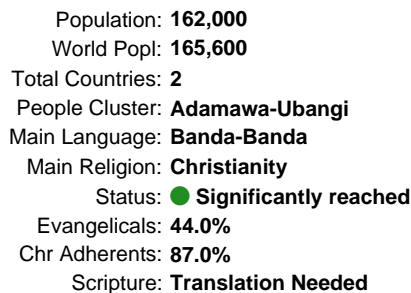 Population: 162,000
World Popl: 165,600
Total Countries: 2
People Cluster: Adamawa-Ubangi
Main Language: Banda-Banda
Main Religion: Christianity
Status: Significantly reached
Evangelicals: 44.0%
Chr Adherents: 87.0%
Scripture: Translation Needed